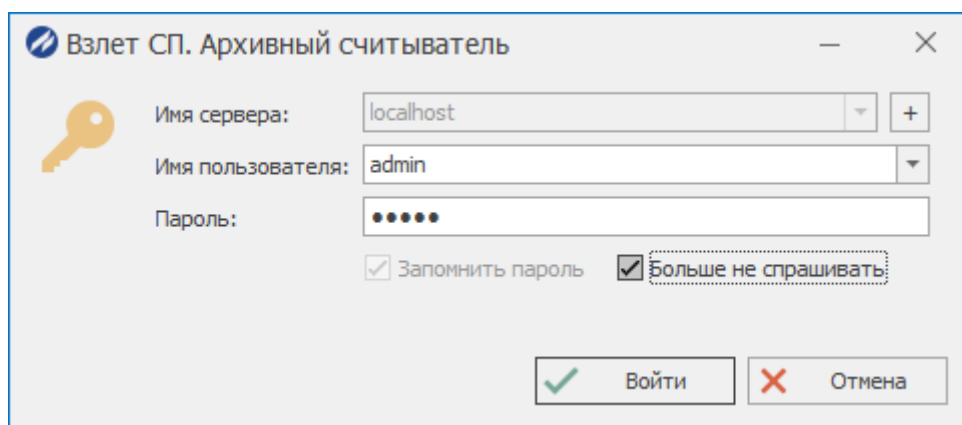 Взлет СП. Архивный считыватель
Имя сервера: localhost +
Имя пользователя: admin
Пароль: •••••
Запомнить пароль Больше не спрашивать
Войти Отмена